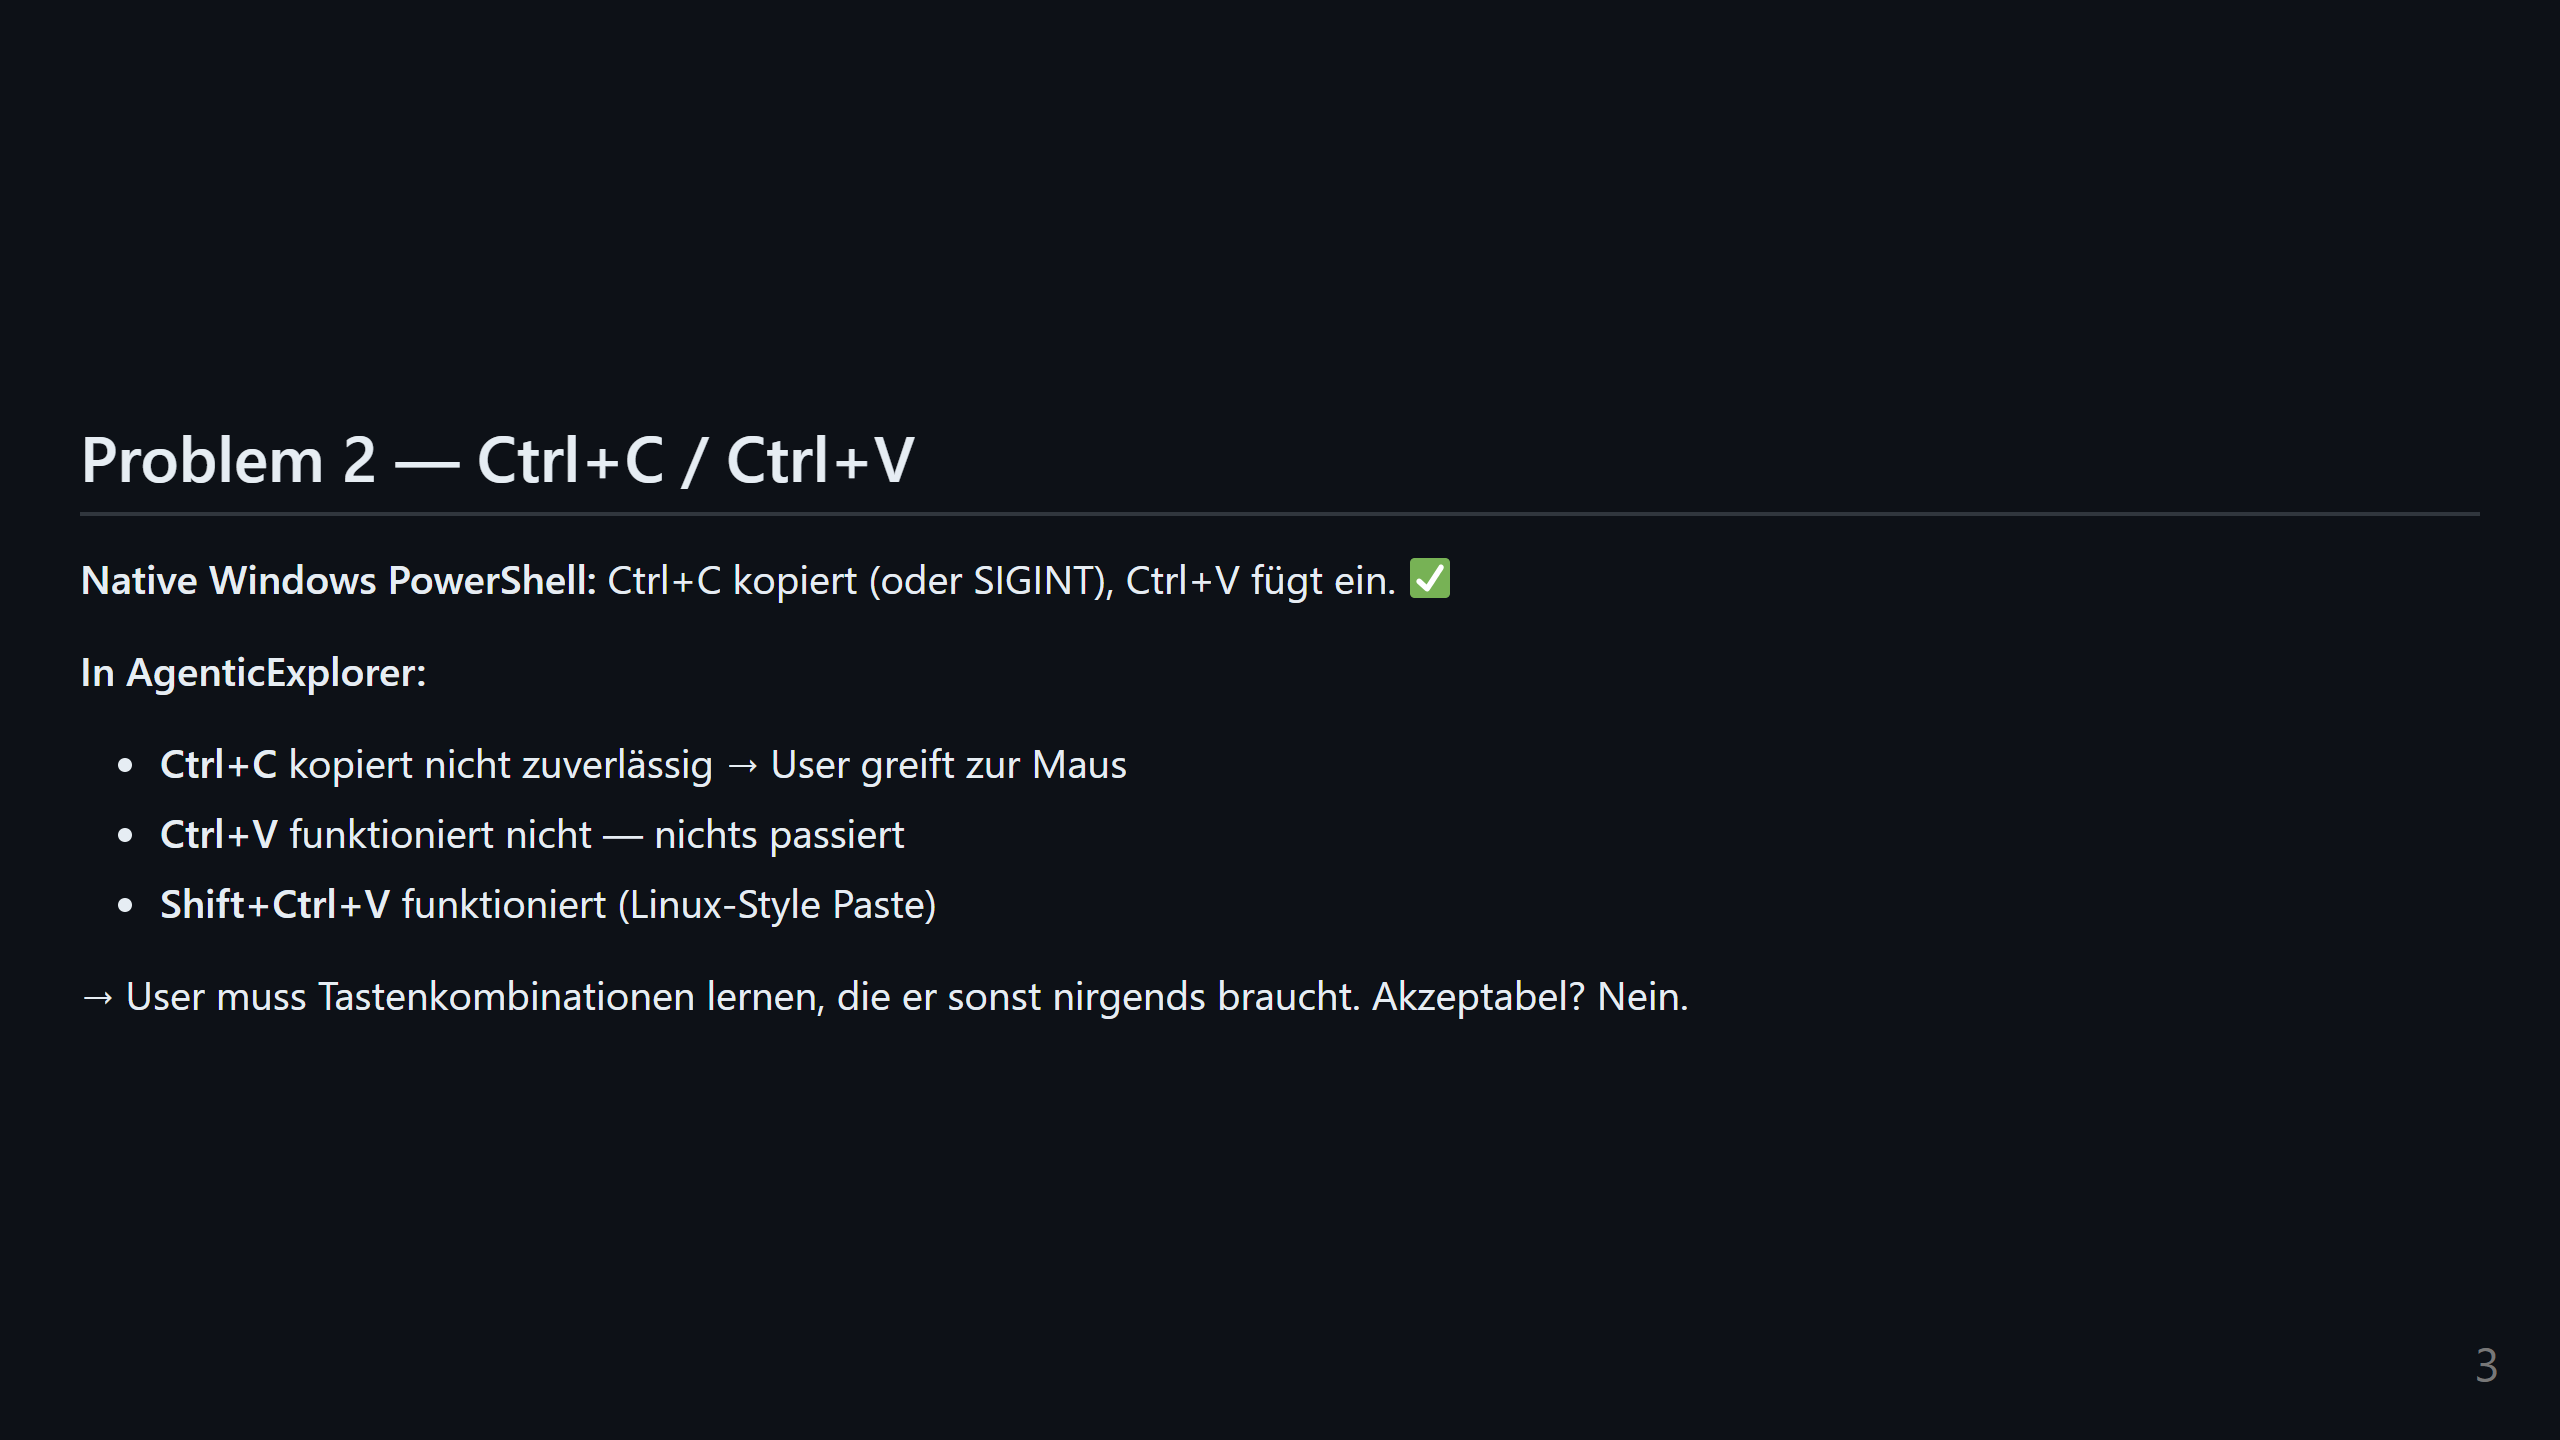 Problem 2 — Ctrl+C / Ctrl+V
Native Windows PowerShell: Ctrl+C kopiert (oder SIGINT), Ctrl+V fügt ein. ✅
In AgenticExplorer:
• Ctrl+C kopiert nicht zuverlässig → User greift zur Maus
• Ctrl+V funktioniert nicht — nichts passiert
• Shift+Ctrl+V funktioniert (Linux-Style Paste)
→ User muss Tastenkombinationen lernen, die er sonst nirgends braucht. Akzeptabel? Nein.
3